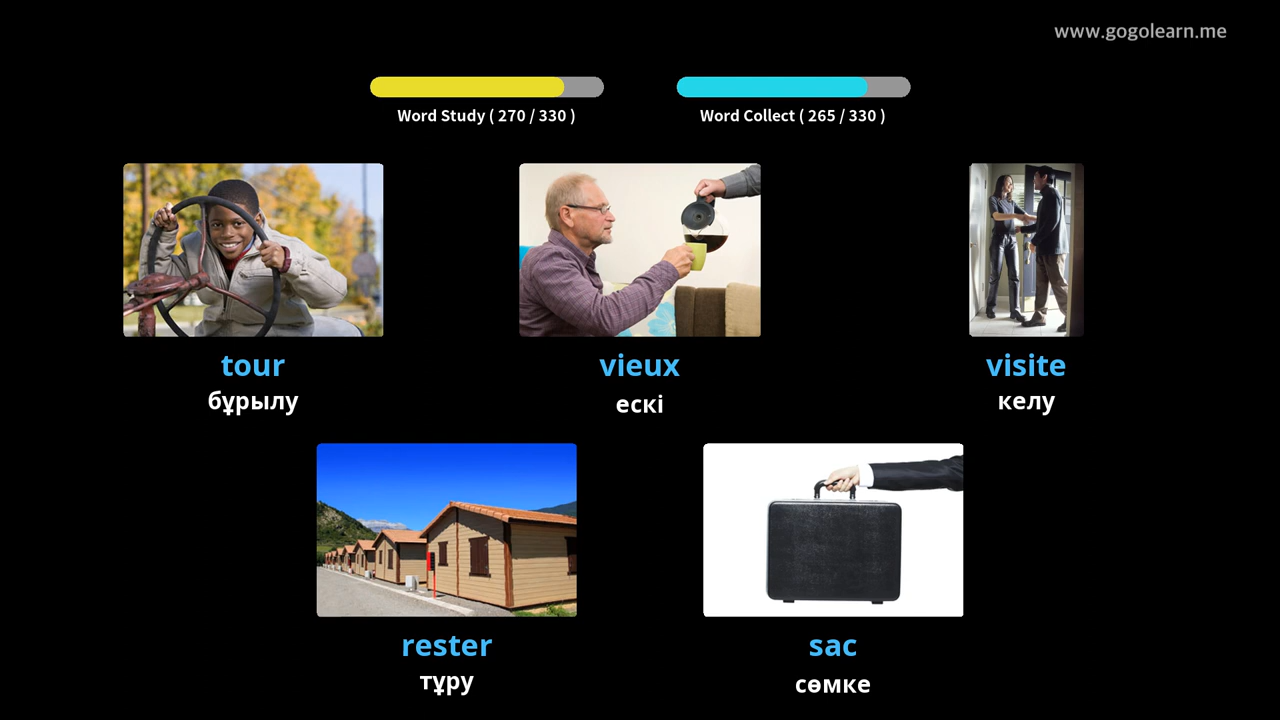 www.gogolearn.me
Word Study ( 270 / 330 )
Word Collect ( 265 / 330 )
tour
бұрылу
vieux
ескі
visite
келу
rester
тұру
sac
сөмке